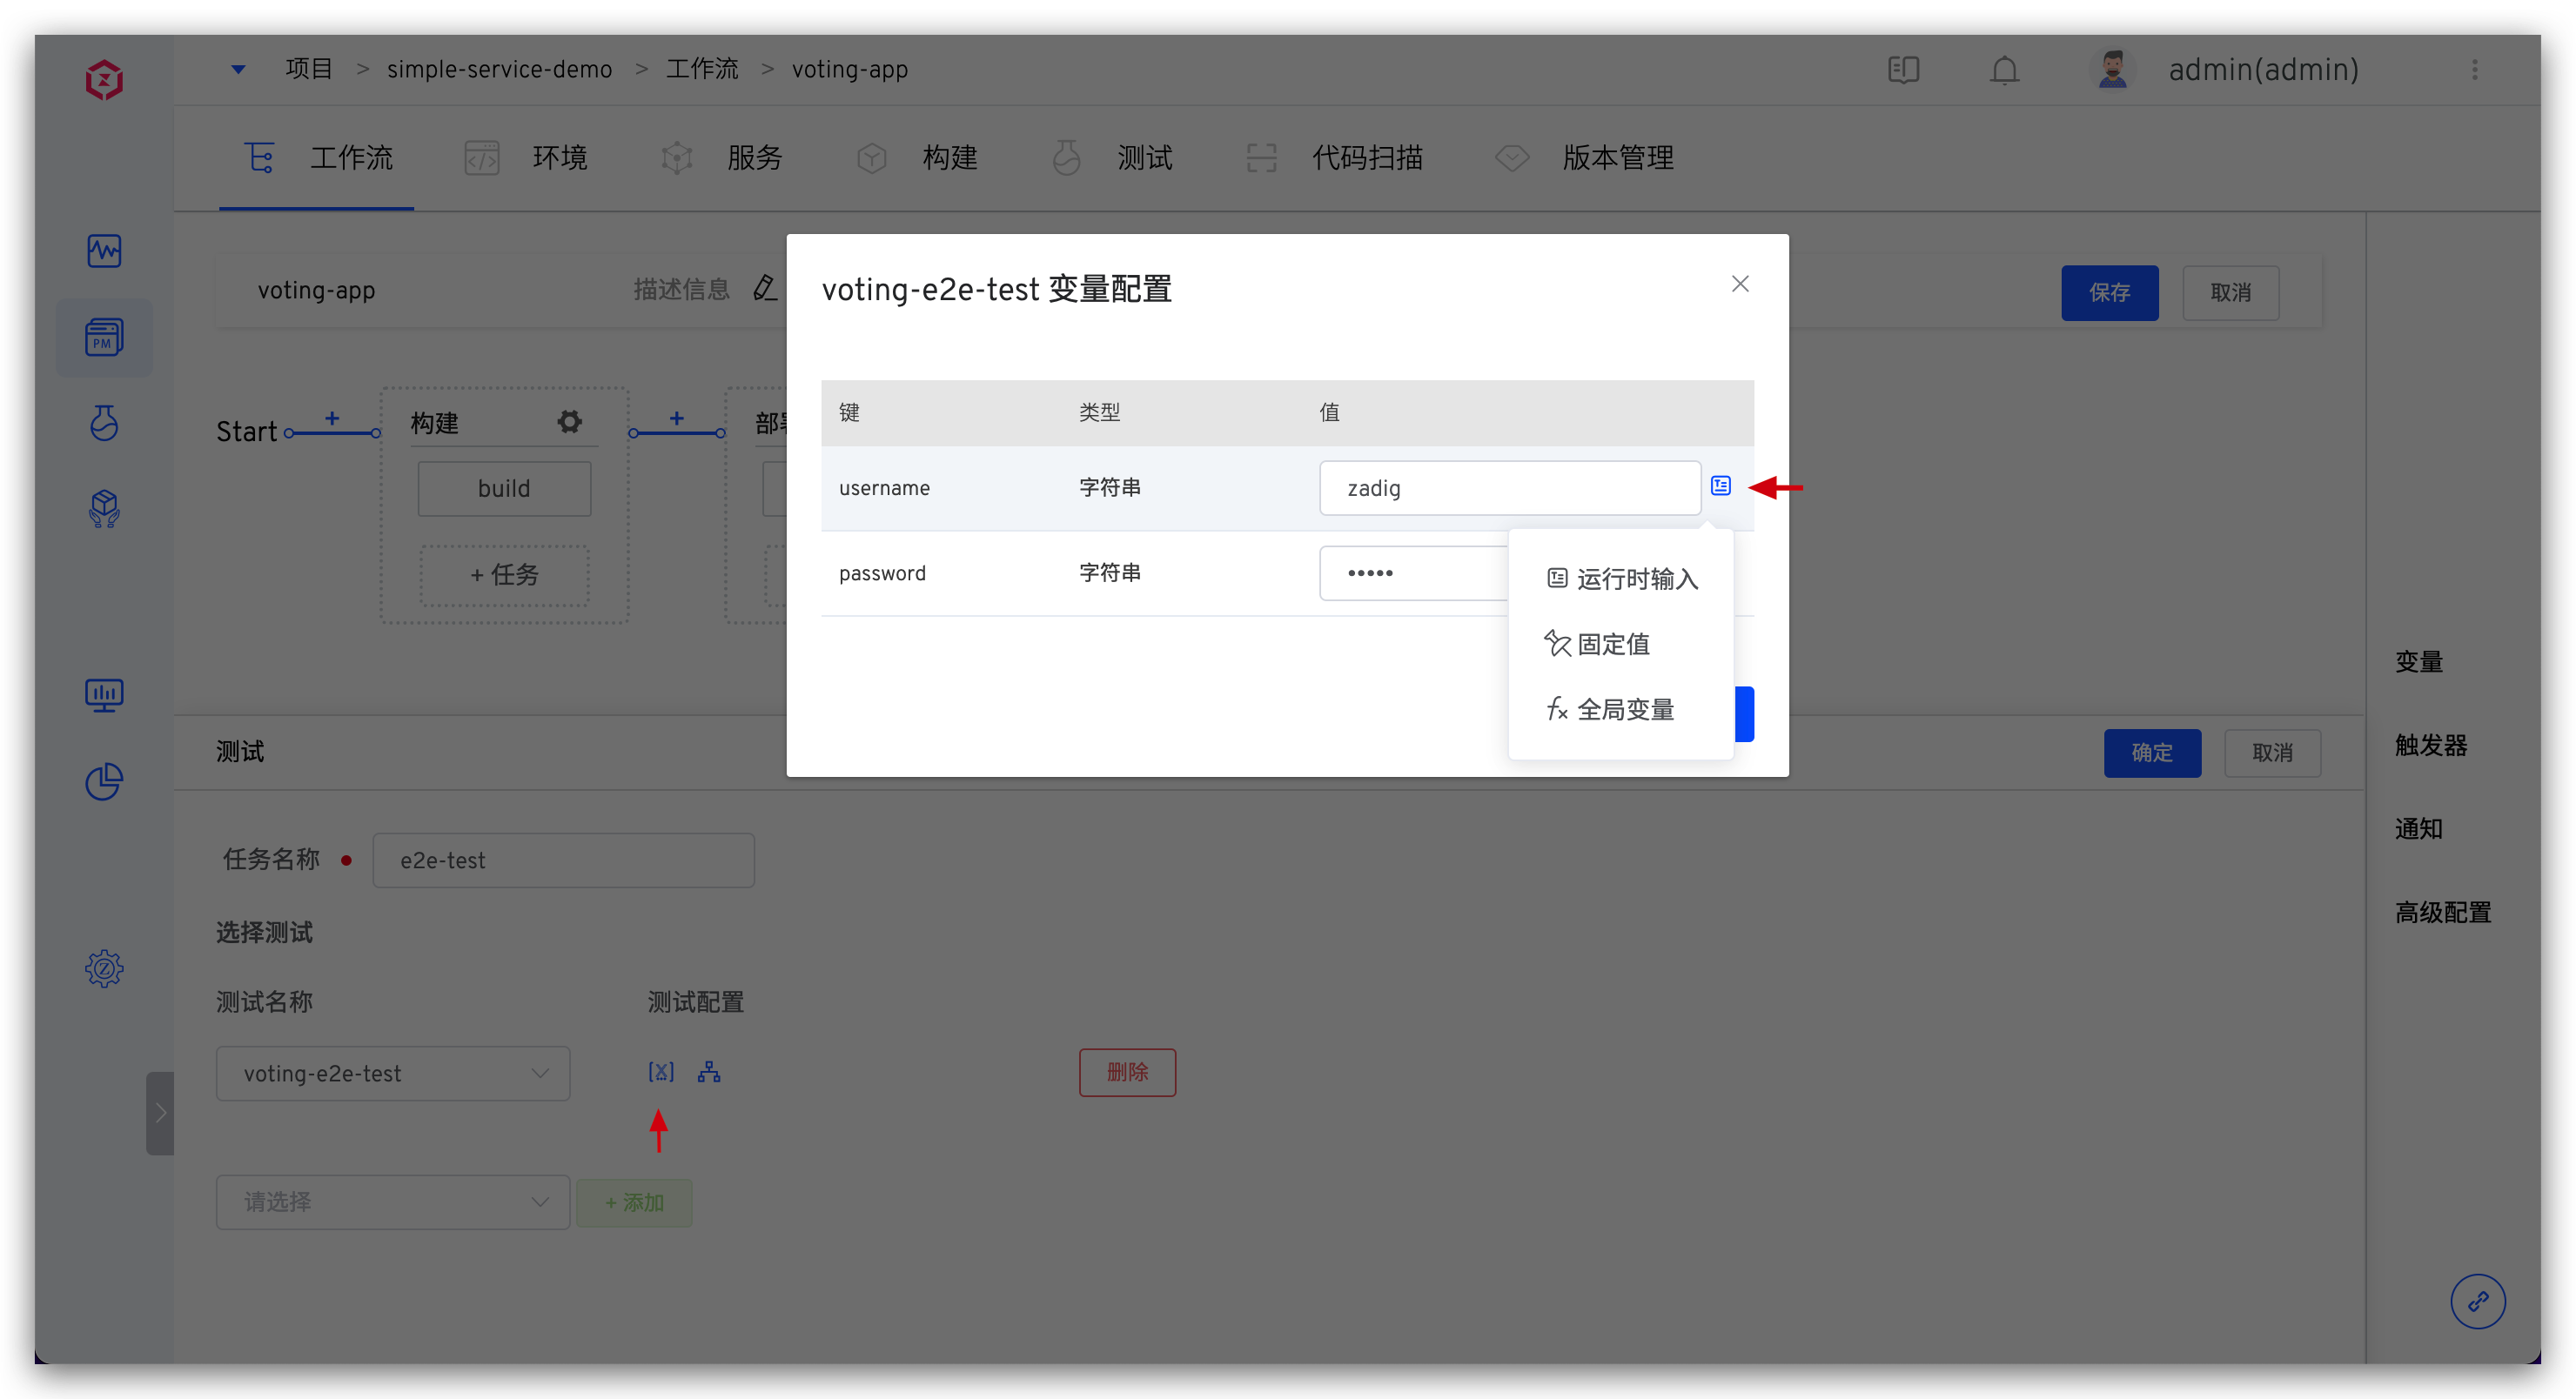 项目 > simple-service-demo > 工作流 > voting-app
admin(admin)
工作流 环境 服务 构建 测试 代码扫描 版本管理
PM
voting-app 描述信息
保存 取消
Start
+
构建
+
build
+ 任务
voting-e2e-test 变量配置
键 类型 值
username 字符串 zadig
password 字符串 •••••
运行时输入
固定值
fx 全局变量
变量
触发器
通知
高级配置
测试
确定 取消
任务名称 e2e-test
选择测试
测试名称 测试配置
voting-e2e-test [x] 删除
请选择 + 添加